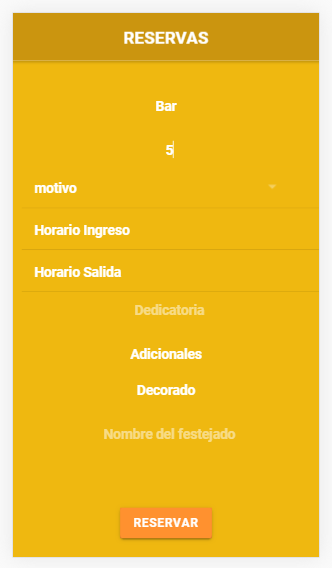 RESERVAS
Bar
5
motivo
Horario Ingreso
Horario Salida
Dedicatoria
Adicionales
Decorado
Nombre del festejado
RESERVAR